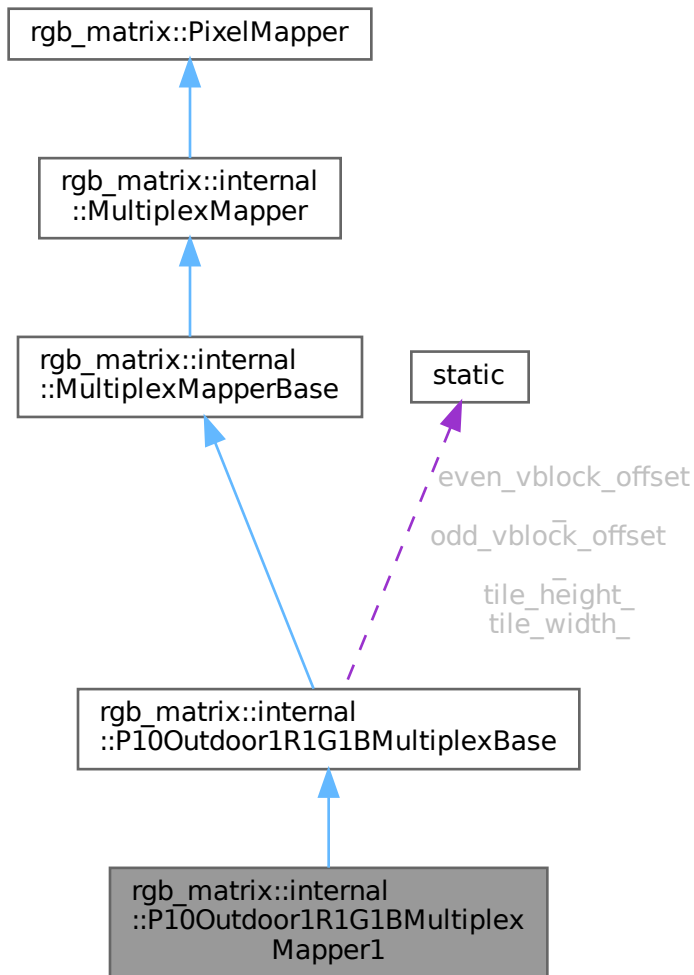 rgb_matrix::PixelMapper
rgb_matrix::internal
::MultiplexMapper
rgb_matrix::internal
::MultiplexMapperBase
static
even_vblock_offset
_
odd_vblock_offset
_
tile_height_
tile_width_
rgb_matrix::internal
::P10Outdoor1R1G1BMultiplexBase
rgb_matrix::internal
::P10Outdoor1R1G1BMultiplex
Mapper1